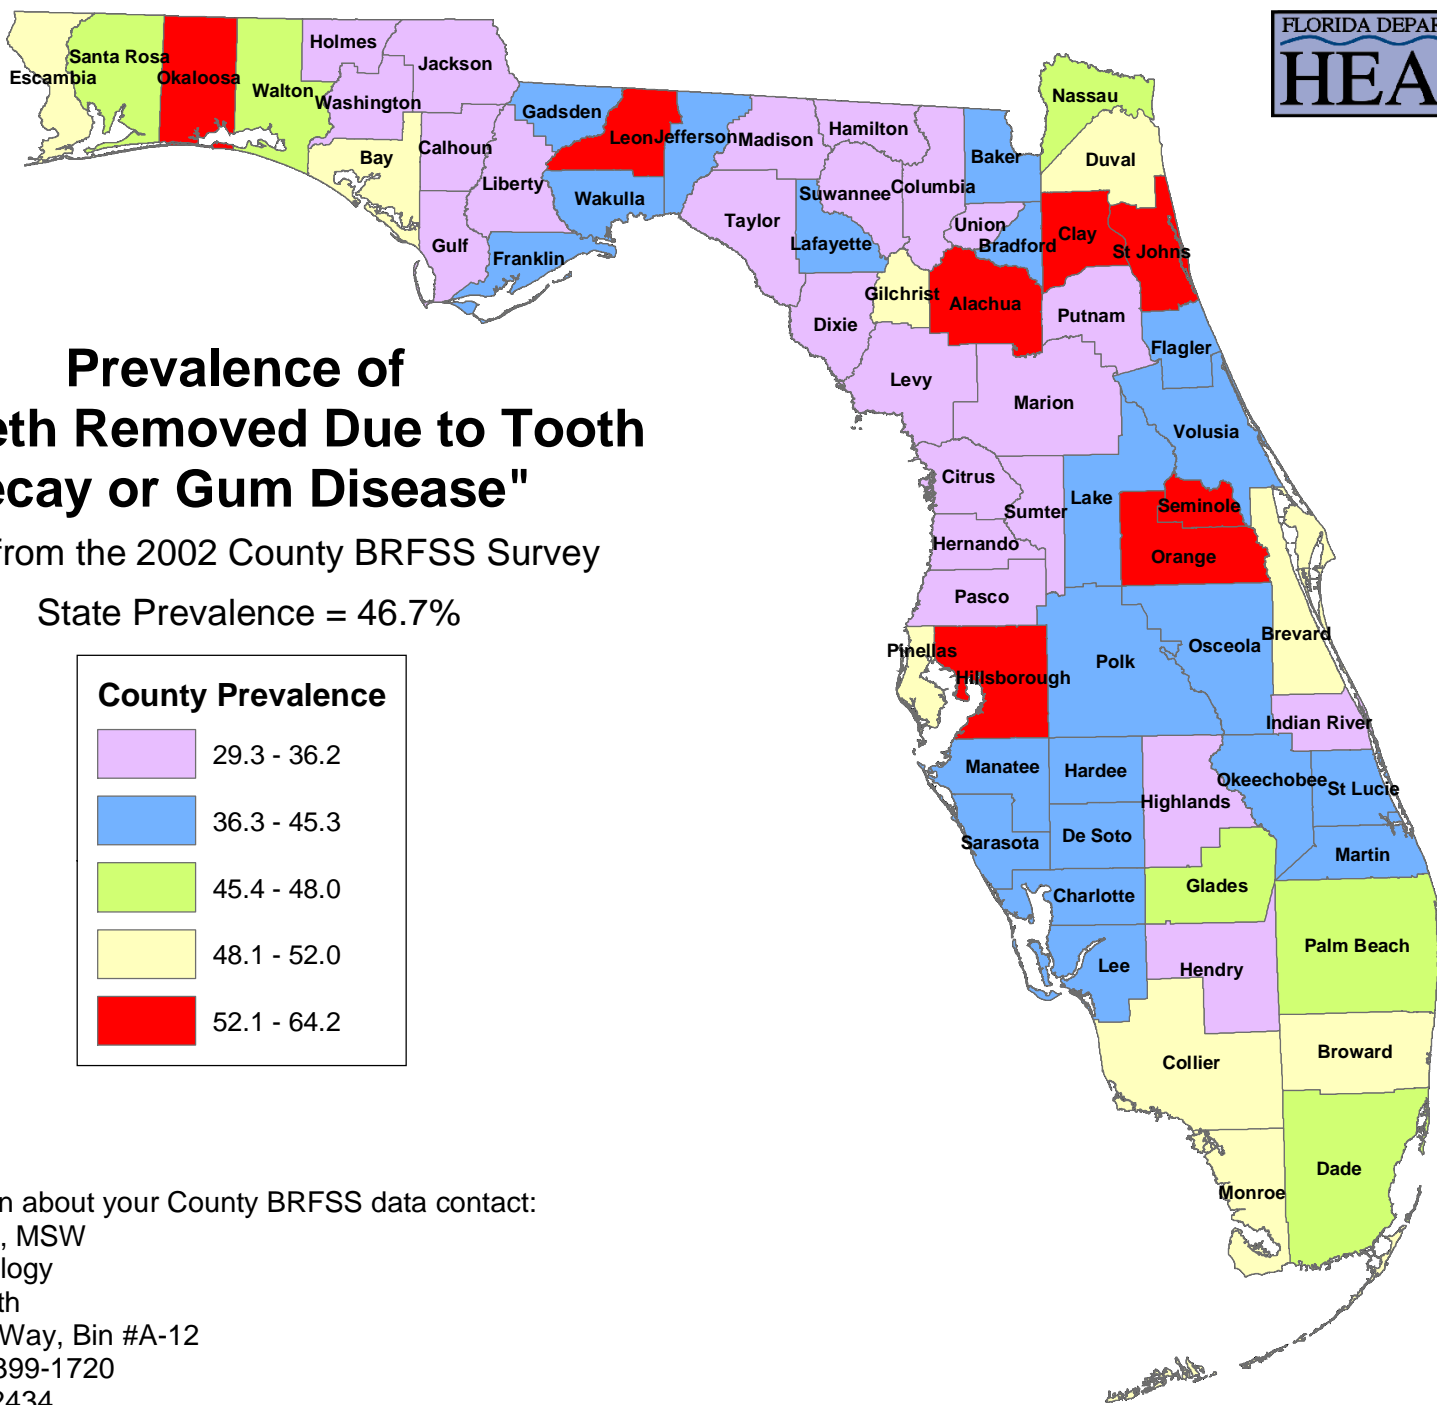 FLORIDA DEPAR
HEA
Prevalence of
eth Removed Due to Tooth
ecay or Gum Disease"
from the 2002 County BRFSS Survey
State Prevalence = 46.7%
County Prevalence
29.3 - 36.2
36.3 - 45.3
45.4 - 48.0
48.1 - 52.0
52.1 - 64.2
n about your County BRFSS data contact:
, MSW
logy
th
Way, Bin #A-12
399-1720
2434
Escambia
Santa Rosa
Okaloosa
Walton
Holmes
Washington
Jackson
Bay
Calhoun
Gulf
Liberty
Gadsden
Franklin
Wakulla
Leon
Jefferson
Madison
Taylor
Hamilton
Suwannee
Lafayette
Columbia
Dixie
Gilchrist
Baker
Union
Bradford
Alachua
Levy
Nassau
Duval
Clay
St Johns
Putnam
Flagler
Marion
Volusia
Citrus
Sumter
Lake
Seminole
Hernando
Orange
Pasco
Pinellas
Hillsborough
Polk
Osceola
Brevard
Indian River
Manatee
Hardee
Highlands
Okeechobee
St Lucie
Sarasota
De Soto
Martin
Charlotte
Glades
Lee
Hendry
Palm Beach
Collier
Broward
Monroe
Dade